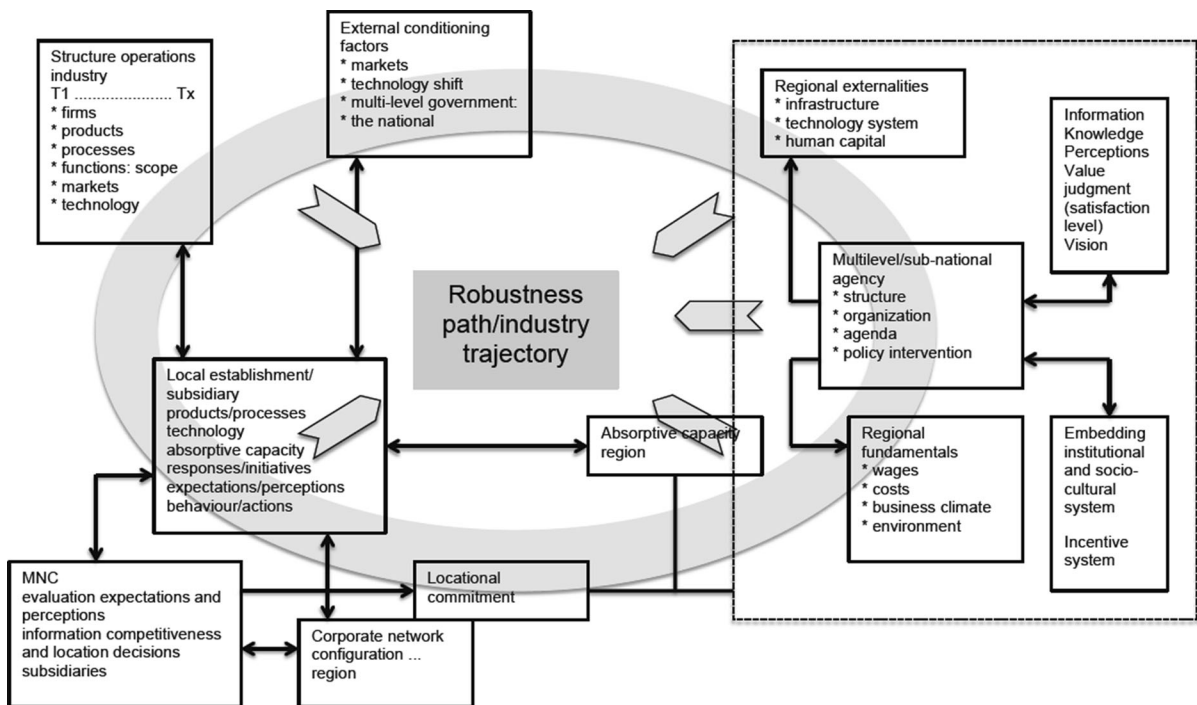 Structure operations
industry
T1 ...................... Tx
* firms
* products
* processes
* functions: scope
* markets
* technology
External conditioning
factors
* markets
* technology shift
* multi-level government:
* the national
Regional externalities
* infrastructure
* technology system
* human capital
Information
Knowledge
Perceptions
Value
judgment
(satisfaction
level)
Vision
Multilevel/sub-national
agency
* structure
* organization
* agenda
* policy intervention
Robustness
path/industry
trajectory
Local establishment/
subsidiary
products/processes
technology
absorptive capacity
responses/initiatives
expectations/perceptions
behaviour/actions
Absorptive capacity
region
Regional
fundamentals
* wages
* costs
* business climate
* environment
Embedding
institutional
and socio-
cultural
system
Incentive
system
MNC
evaluation expectations and
perceptions
information competitiveness
and location decisions
subsidiaries
Locational
commitment
Corporate network
configuration ...
region